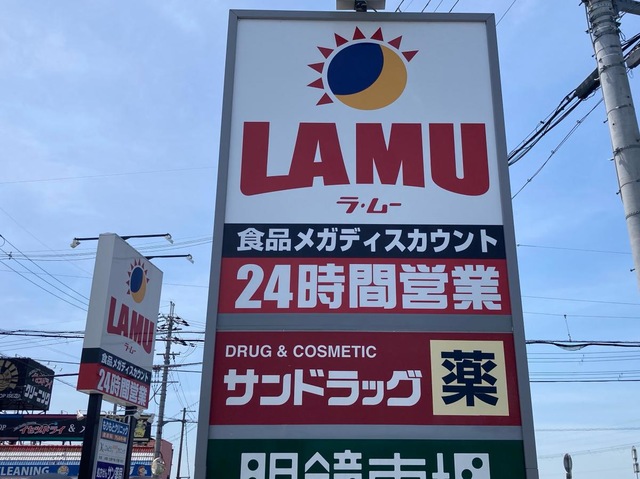 LAMU
ラ・ムー
食品メガディスカウント
24時間営業
DRUG & COSMETIC
サンドラッグ 薬
LAMU
ラ・ムー
食品メガディスカウント
24時間営業
CLEANING